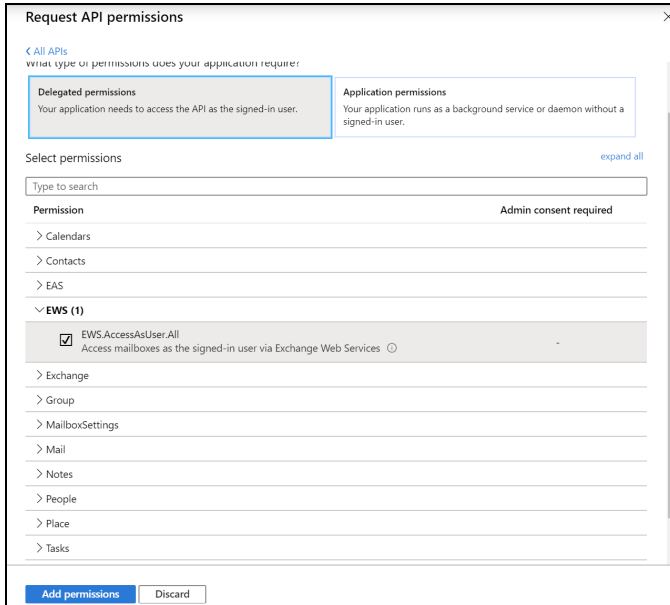 Request API permissions
All APIs
What type of permissions does your application require?
Delegated permissions
Your application needs to access the API as the signed-in user.
Application permissions
Your application runs as a background service or daemon without a
signed-in user.
Select permissions
expand all
Type to search
Permission
Admin consent required
Calendars
Contacts
EAS
EWS (1)
EWS.AccessAsUser.All
Access mailboxes as the signed-in user via Exchange Web Services
-
Exchange
Group
MailboxSettings
Mail
Notes
People
Place
Tasks
Add permissions
Discard